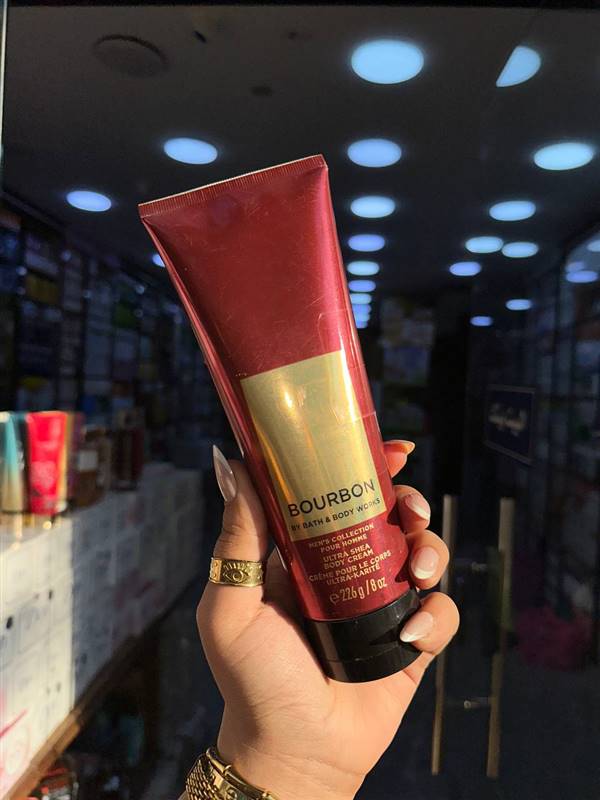 BOURBON
BY BATH & BODY WORKS
MEN'S COLLECTION
POUR HOMME
ULTRA SHEA
BODY CREAM
CRÈME POUR LE CORPS
ULTRA-KARITÉ
℮ 226 g / 8 oz